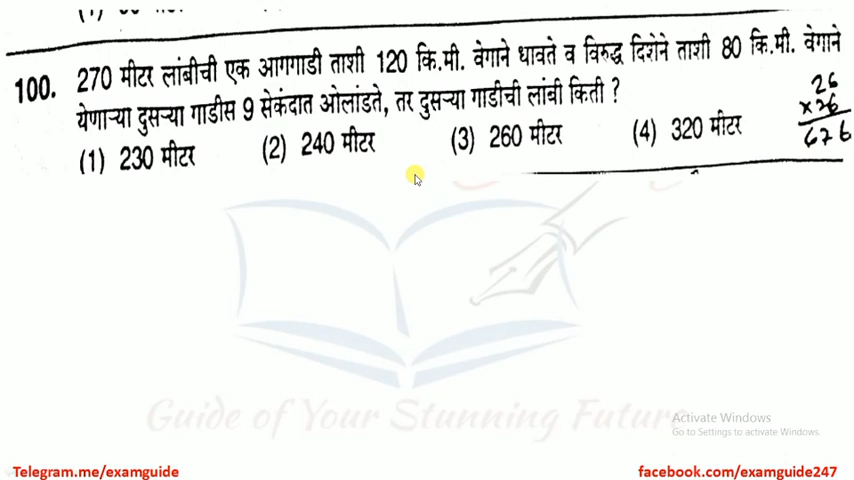 100. 270 मीटर लांबीची एक आगगाडी ताशी 120 कि.मी. वेगाने धावते व विरुद्ध दिशेने ताशी 80 कि.मी. वेगाने
येणाऱ्या दुसऱ्या गाडीस 9 सेकंदात ओलांडते, तर दुसऱ्या गाडीची लांबी किती ?
(1) 230 मीटर (2) 240 मीटर (3) 260 मीटर (4) 320 मीटर
26
×26
676
Guide of Your Stunning Future
Activate Windows
Go to Settings to activate Windows.
Telegram.me/examguide
facebook.com/examguide247